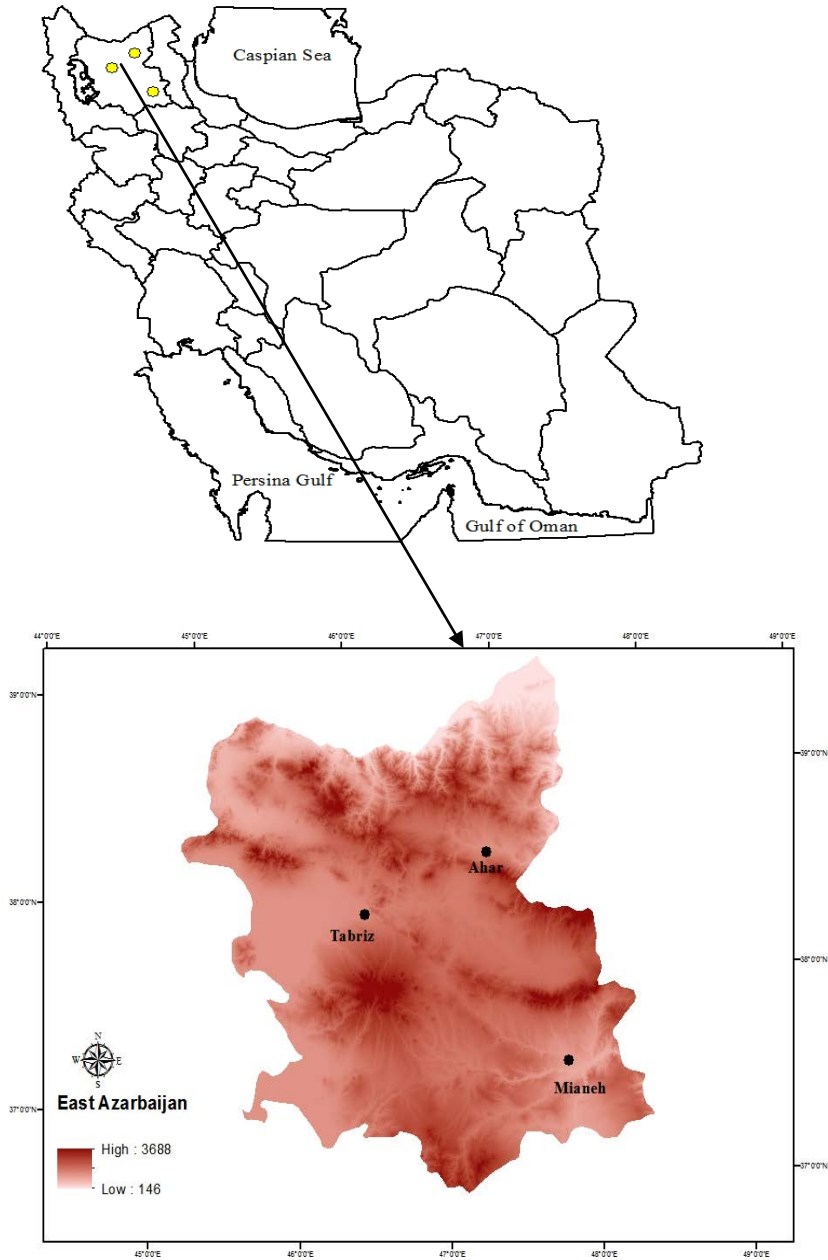 Caspian Sea
Persina Gulf
Gulf of Oman
44°0'0"E 45°0'0"E 46°0'0"E 47°0'0"E 48°0'0"E 49°0'0"E
39°0'0"N
39°0'0"N
Ahar
38°0'0"N
Tabriz
38°0'0"N
N
W E
S
Mianeh
East Azarbaijan
37°0'0"N
High : 3688
37°0'0"N
Low : 146
45°0'0"E 46°0'0"E 47°0'0"E 48°0'0"E 49°0'0"E